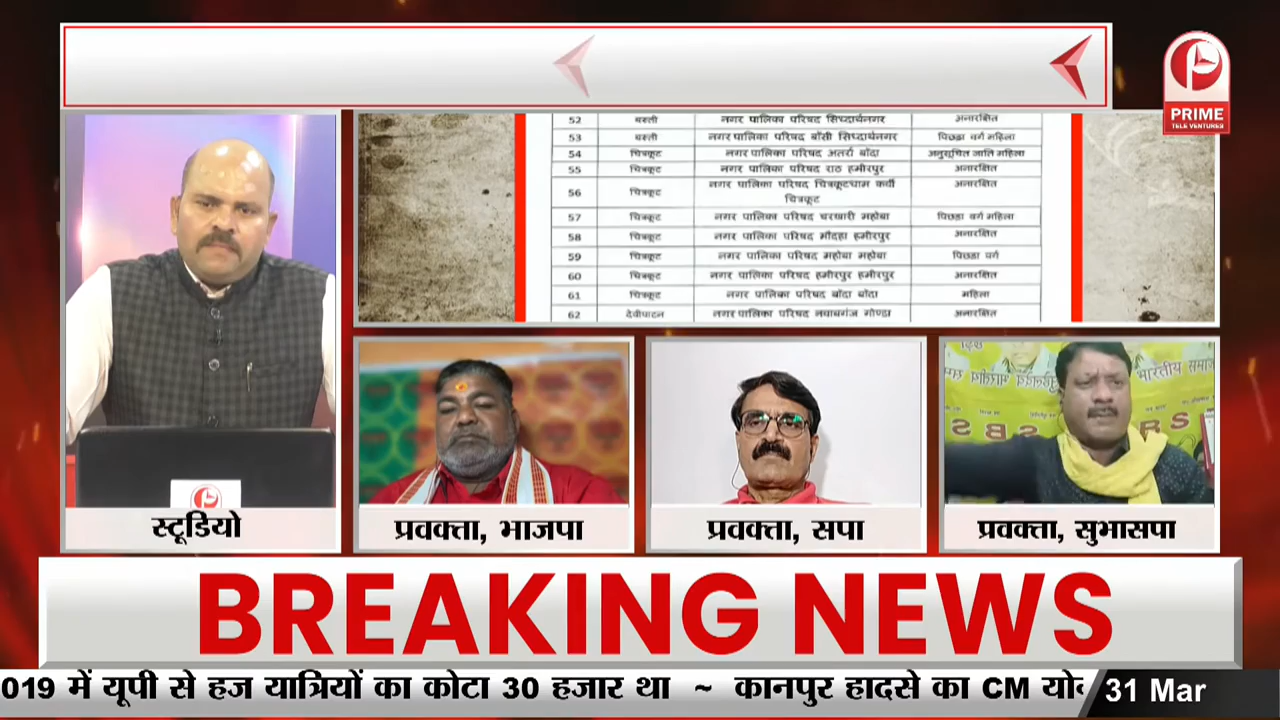 PRIME
TELE VENTURES
52 बस्ती नगर पालिका परिषद सिध्दार्थनगर अनारक्षित
53 बस्ती नगर पालिका परिषद बाँसी सिध्दार्थनगर पिछडा वर्ग महिला
54 चित्रकूट नगर पालिका परिषद अतर्रा बाँदा अनुसूचित जाति महिला
55 चित्रकूट नगर पालिका परिषद राठ हमीरपुर अनारक्षित
56 चित्रकूट नगर पालिका परिषद चित्रकूटधाम कर्वी अनारक्षित
चित्रकूट
57 चित्रकूट नगर पालिका परिषद चरखारी महोबा पिछडा वर्ग महिला
58 चित्रकूट नगर पालिका परिषद मौदहा हमीरपुर अनारक्षित
59 चित्रकूट नगर पालिका परिषद महोबा महोबा पिछडा वर्ग
60 चित्रकूट नगर पालिका परिषद हमीरपुर हमीरपुर अनारक्षित
61 चित्रकूट नगर पालिका परिषद बाँदा बाँदा महिला
62 देवीपाटन नगर पालिका परिषद नवाबगंज गोण्डा अनारक्षित
स्टूडियो
प्रवक्ता, भाजपा
प्रवक्ता, सपा
प्रवक्ता, सुभासपा
BREAKING NEWS
019 में यूपी से हज यात्रियों का कोटा 30 हजार था ~ कानपुर हादसे का CM
31 Mar